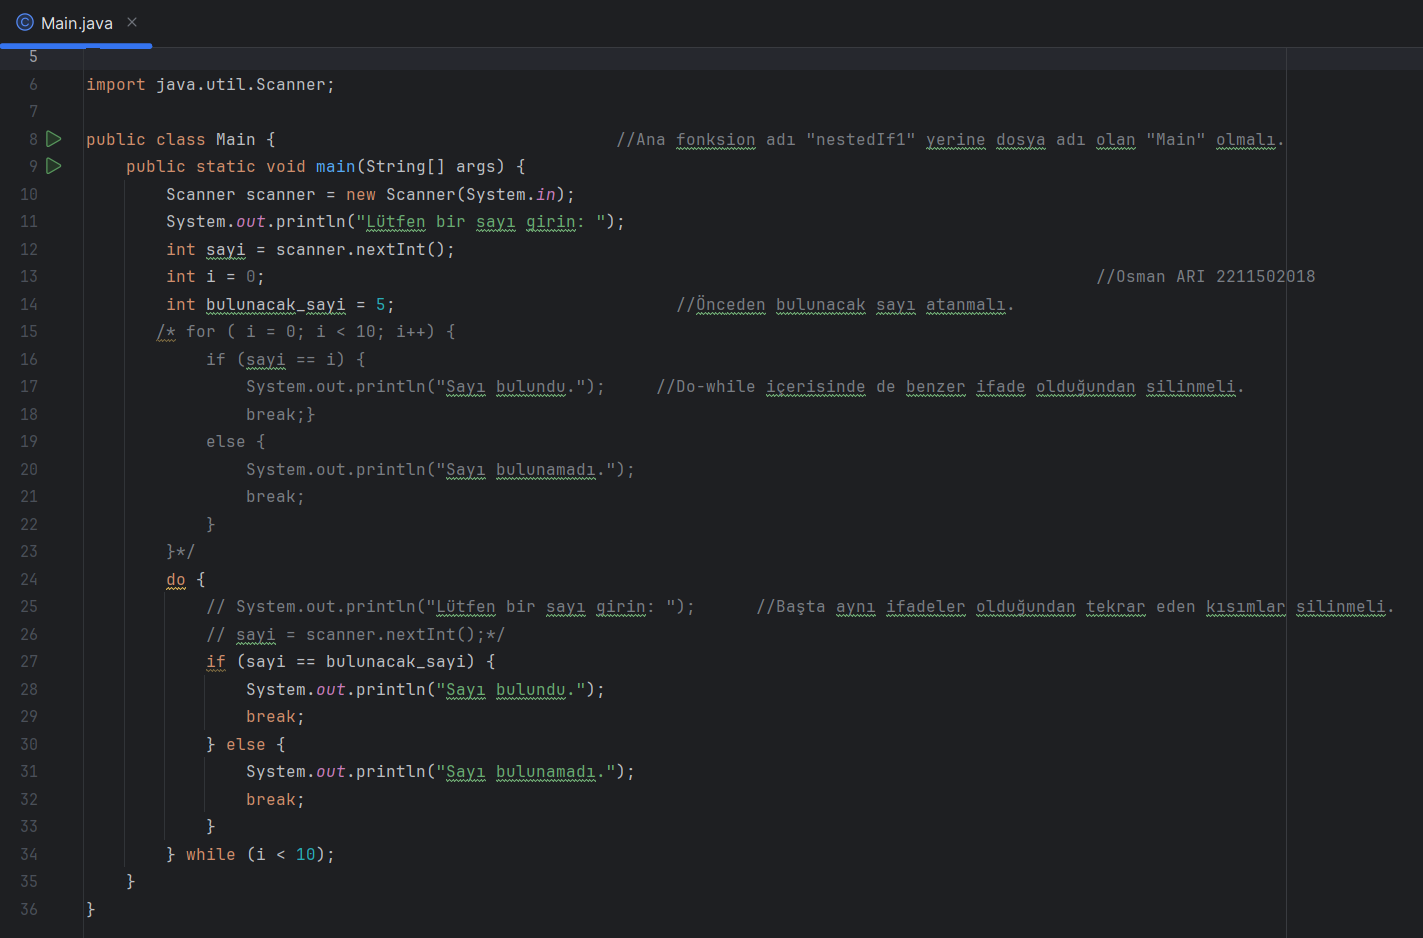 Main.java
5
6 import java.util.Scanner;
7
8 public class Main { //Ana fonksion adı "nestedIf1" yerine dosya adı olan "Main" olmalı.
9 public static void main(String[] args) {
10 Scanner scanner = new Scanner(System.in);
11 System.out.println("Lütfen bir sayı girin: ");
12 int sayi = scanner.nextInt();
13 int i = 0; //Osman ARI 2211502018
14 int bulunacak_sayi = 5; //Önceden bulunacak sayı atanmalı.
15 /* for ( i = 0; i < 10; i++) {
16 if (sayi == i) {
17 System.out.println("Sayı bulundu."); //Do-while içerisinde de benzer ifade olduğundan silinmeli.
18 break;}
19 else {
20 System.out.println("Sayı bulunamadı.");
21 break;
22 }
23 }*/
24 do {
25 // System.out.println("Lütfen bir sayı girin: "); //Başta aynı ifadeler olduğundan tekrar eden kısımlar silinmeli.
26 // sayi = scanner.nextInt();*/
27 if (sayi == bulunacak_sayi) {
28 System.out.println("Sayı bulundu.");
29 break;
30 } else {
31 System.out.println("Sayı bulunamadı.");
32 break;
33 }
34 } while (i < 10);
35 }
36 }